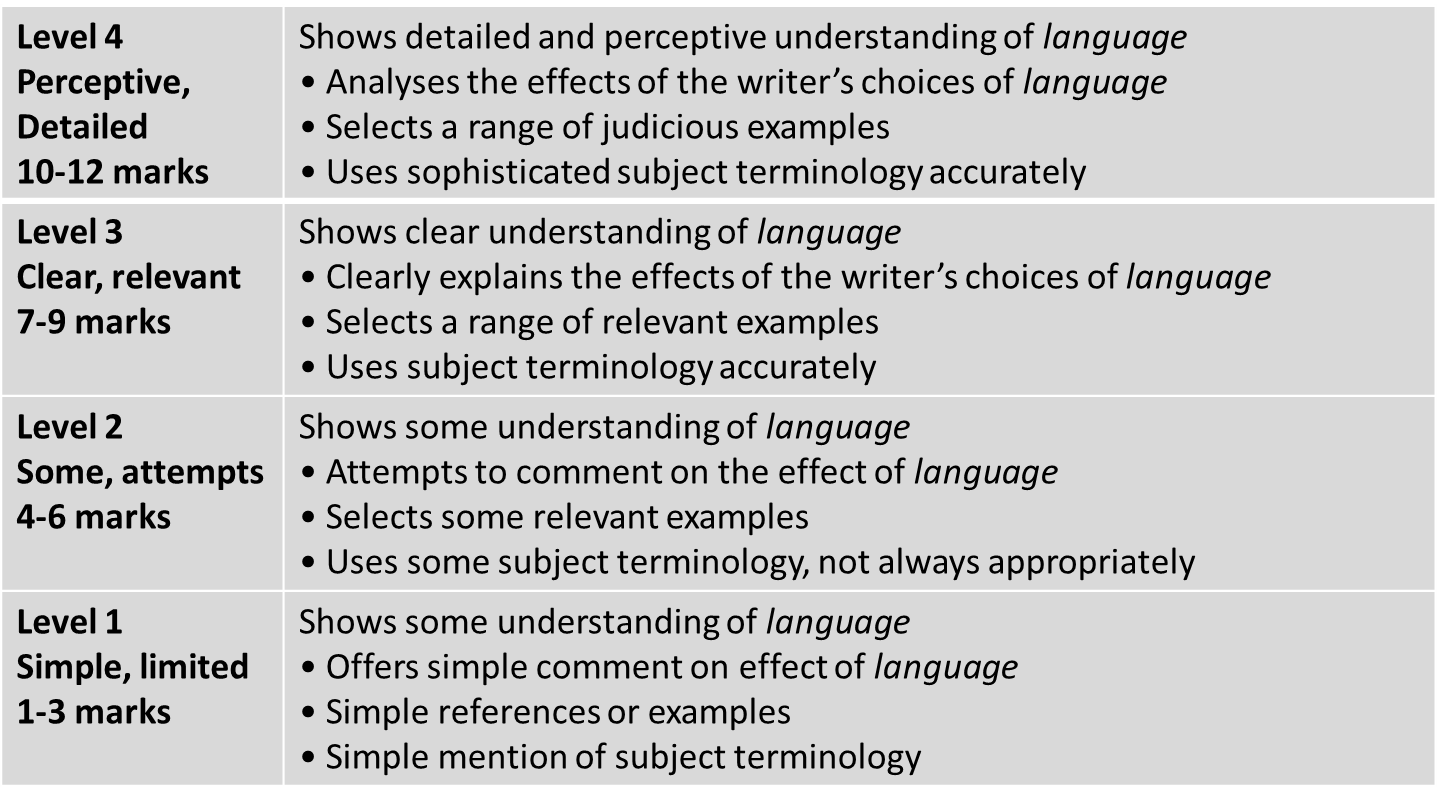 Level 4
Perceptive,
Detailed
10-12 marks
Shows detailed and perceptive understanding of language
• Analyses the effects of the writer’s choices of language
• Selects a range of judicious examples
• Uses sophisticated subject terminology accurately
Level 3
Clear, relevant
7-9 marks
Shows clear understanding of language
• Clearly explains the effects of the writer’s choices of language
• Selects a range of relevant examples
• Uses subject terminology accurately
Level 2
Some, attempts
4-6 marks
Shows some understanding of language
• Attempts to comment on the effect of language
• Selects some relevant examples
• Uses some subject terminology, not always appropriately
Level 1
Simple, limited
1-3 marks
Shows some understanding of language
• Offers simple comment on effect of language
• Simple references or examples
• Simple mention of subject terminology